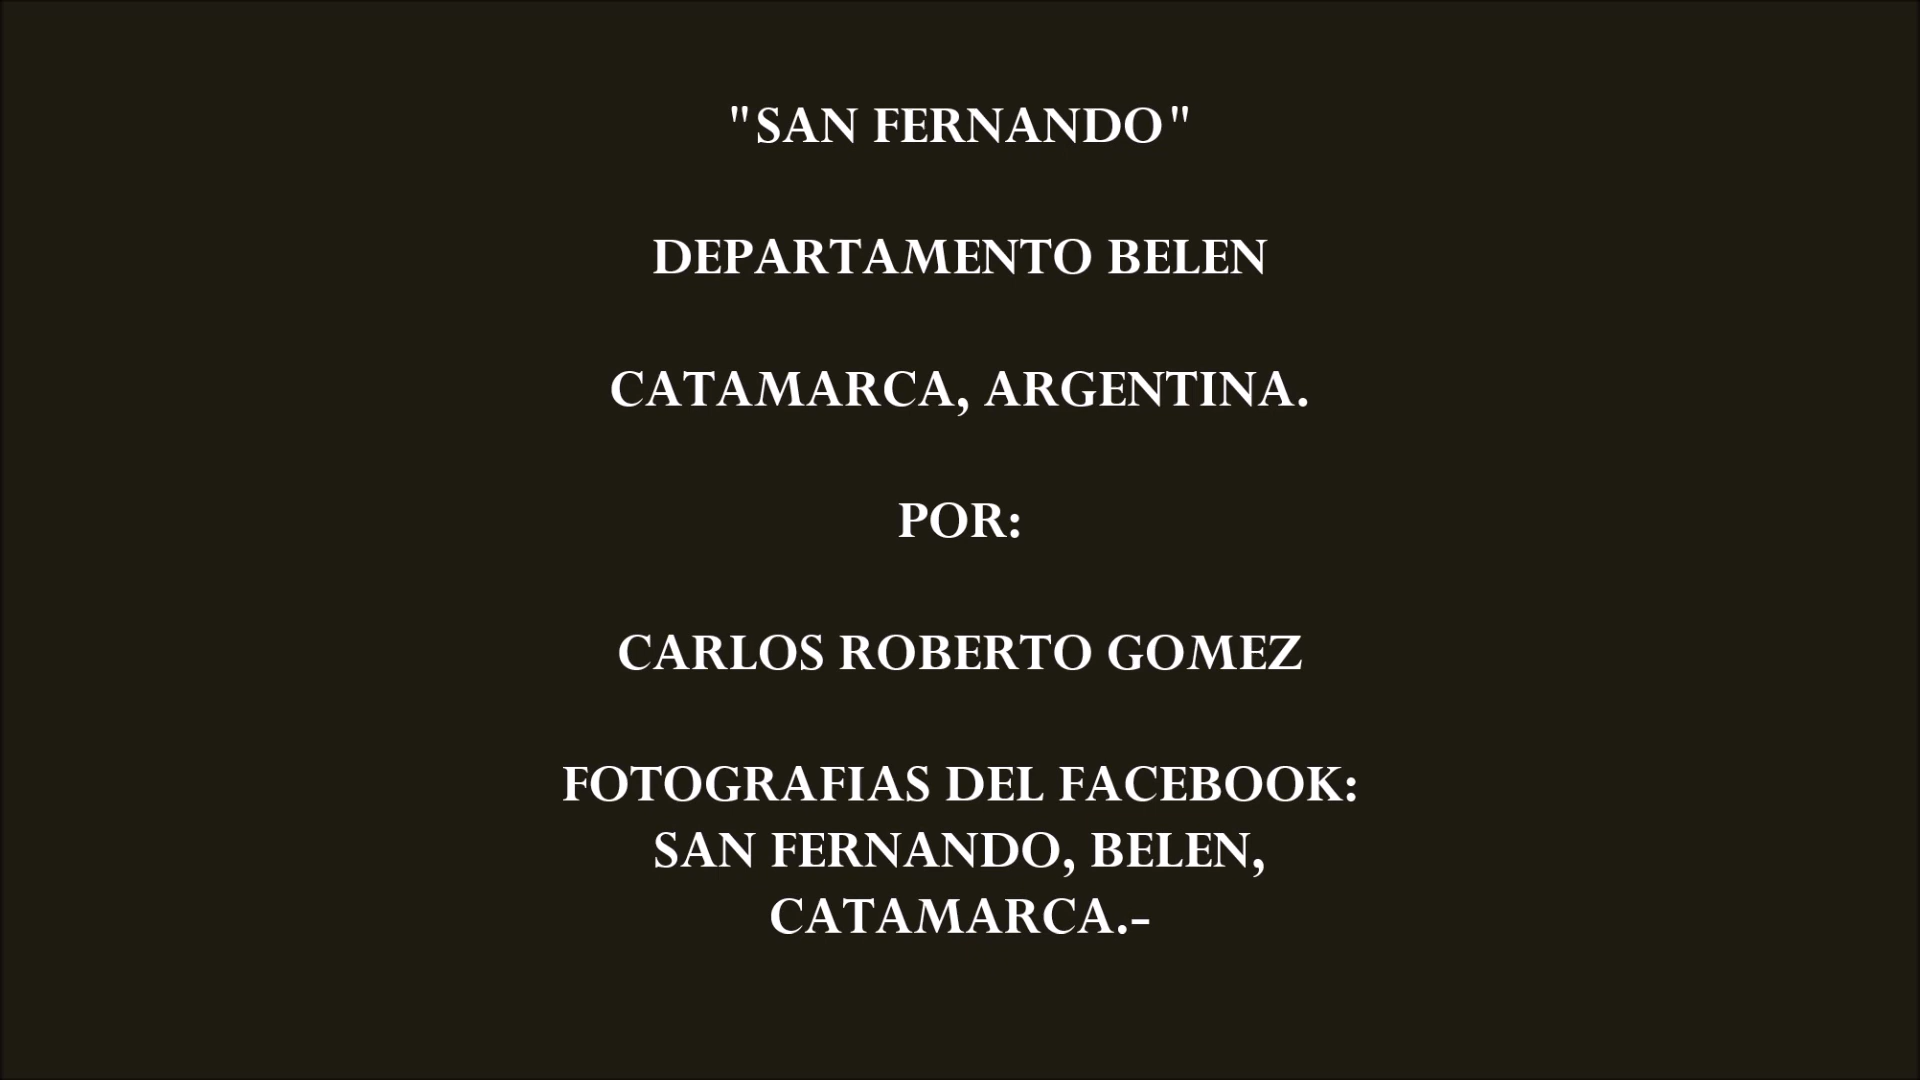 "SAN FERNANDO"
DEPARTAMENTO BELEN
CATAMARCA, ARGENTINA.
POR:
CARLOS ROBERTO GOMEZ
FOTOGRAFIAS DEL FACEBOOK:
SAN FERNANDO, BELEN,
CATAMARCA.-